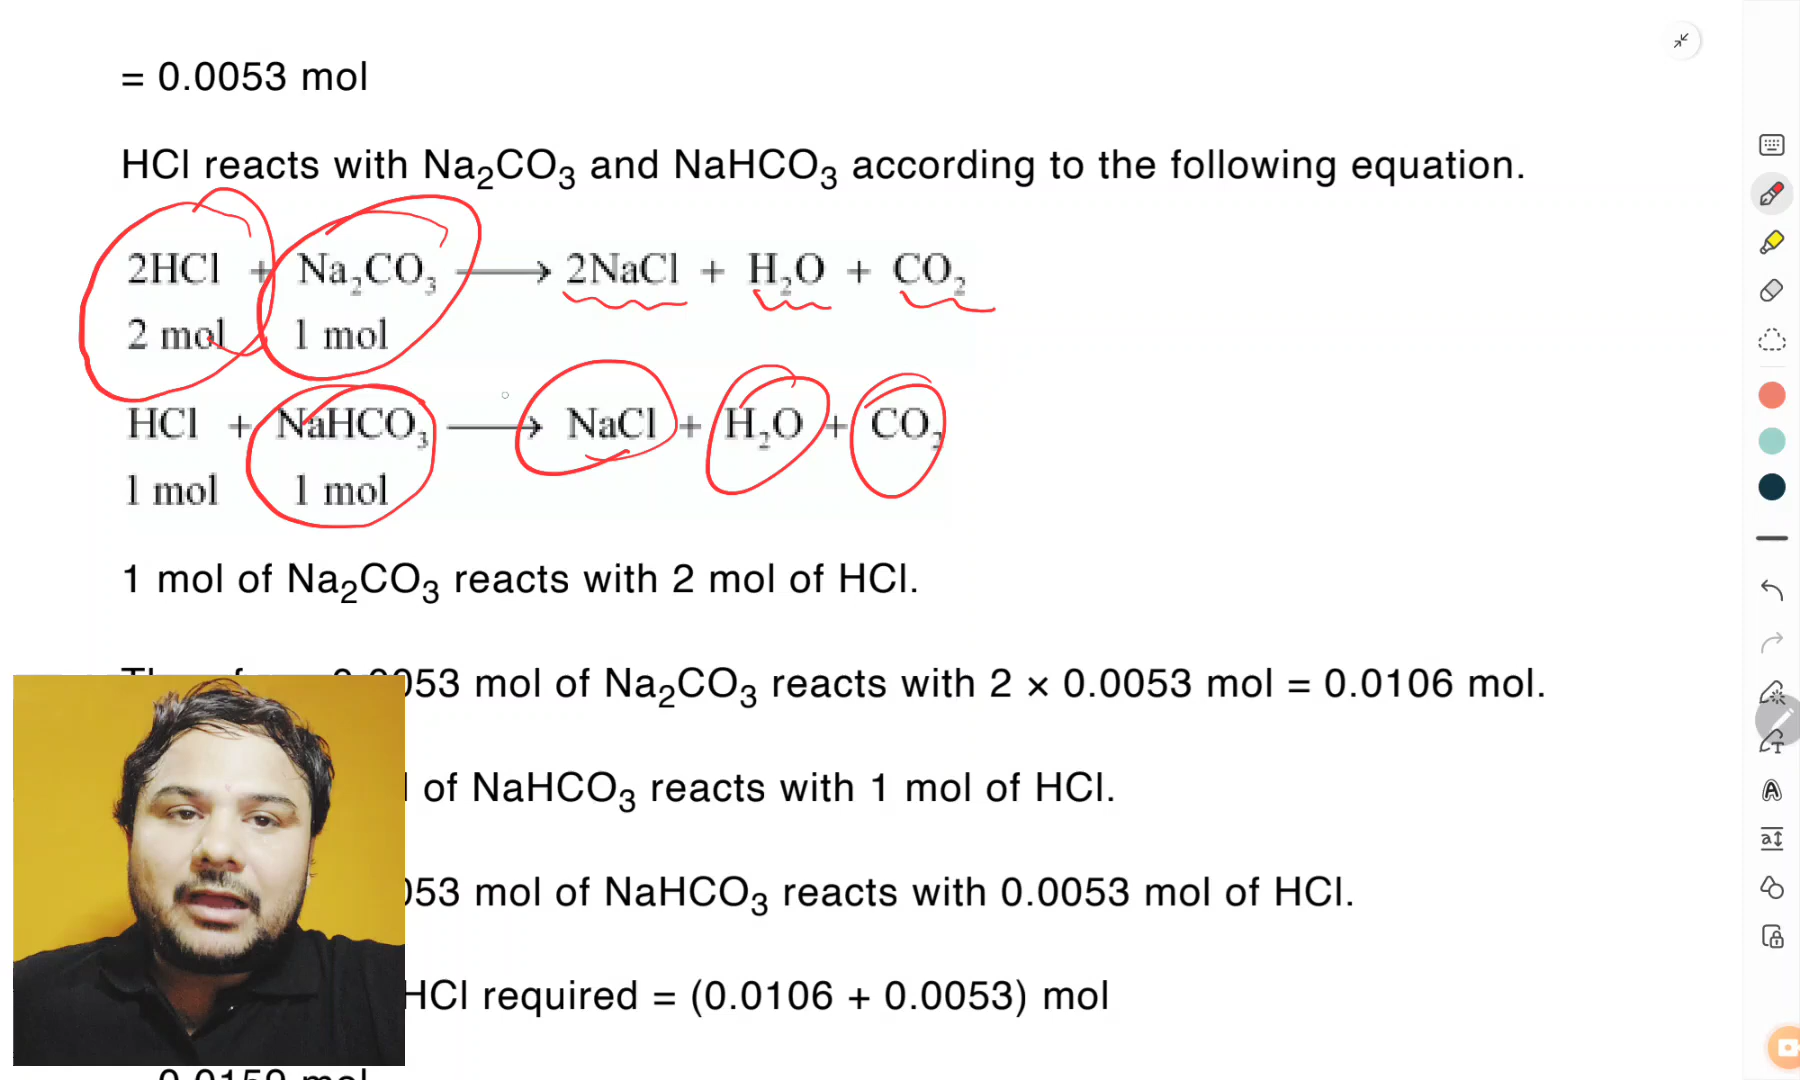 = 0.0053 mol
HCl reacts with Na₂CO₃ and NaHCO₃ according to the following equation.
2HCl + Na₂CO₃ ⟶ 2NaCl + H₂O + CO₂
2 mol 1 mol
HCl + NaHCO₃ ⟶ NaCl + H₂O + CO₂
1 mol 1 mol
1 mol of Na₂CO₃ reacts with 2 mol of HCl.
053 mol of Na₂CO₃ reacts with 2 × 0.0053 mol = 0.0106 mol.
of NaHCO₃ reacts with 1 mol of HCl.
053 mol of NaHCO₃ reacts with 0.0053 mol of HCl.
HCl required = (0.0106 + 0.0053) mol
mol